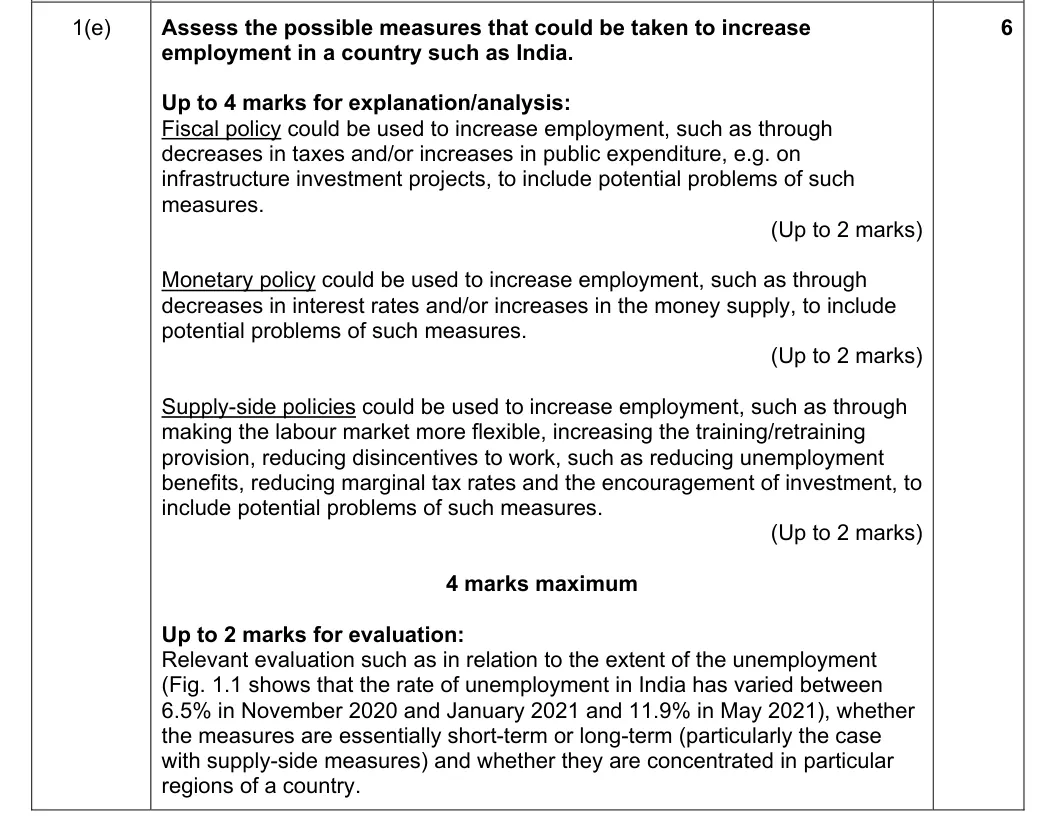 1(e)
Assess the possible measures that could be taken to increase
employment in a country such as India.
6
Up to 4 marks for explanation/analysis:
Fiscal policy could be used to increase employment, such as through
decreases in taxes and/or increases in public expenditure, e.g. on
infrastructure investment projects, to include potential problems of such
measures.
(Up to 2 marks)
Monetary policy could be used to increase employment, such as through
decreases in interest rates and/or increases in the money supply, to include
potential problems of such measures.
(Up to 2 marks)
Supply-side policies could be used to increase employment, such as through
making the labour market more flexible, increasing the training/retraining
provision, reducing disincentives to work, such as reducing unemployment
benefits, reducing marginal tax rates and the encouragement of investment, to
include potential problems of such measures.
(Up to 2 marks)
4 marks maximum
Up to 2 marks for evaluation:
Relevant evaluation such as in relation to the extent of the unemployment
(Fig. 1.1 shows that the rate of unemployment in India has varied between
6.5% in November 2020 and January 2021 and 11.9% in May 2021), whether
the measures are essentially short-term or long-term (particularly the case
with supply-side measures) and whether they are concentrated in particular
regions of a country.